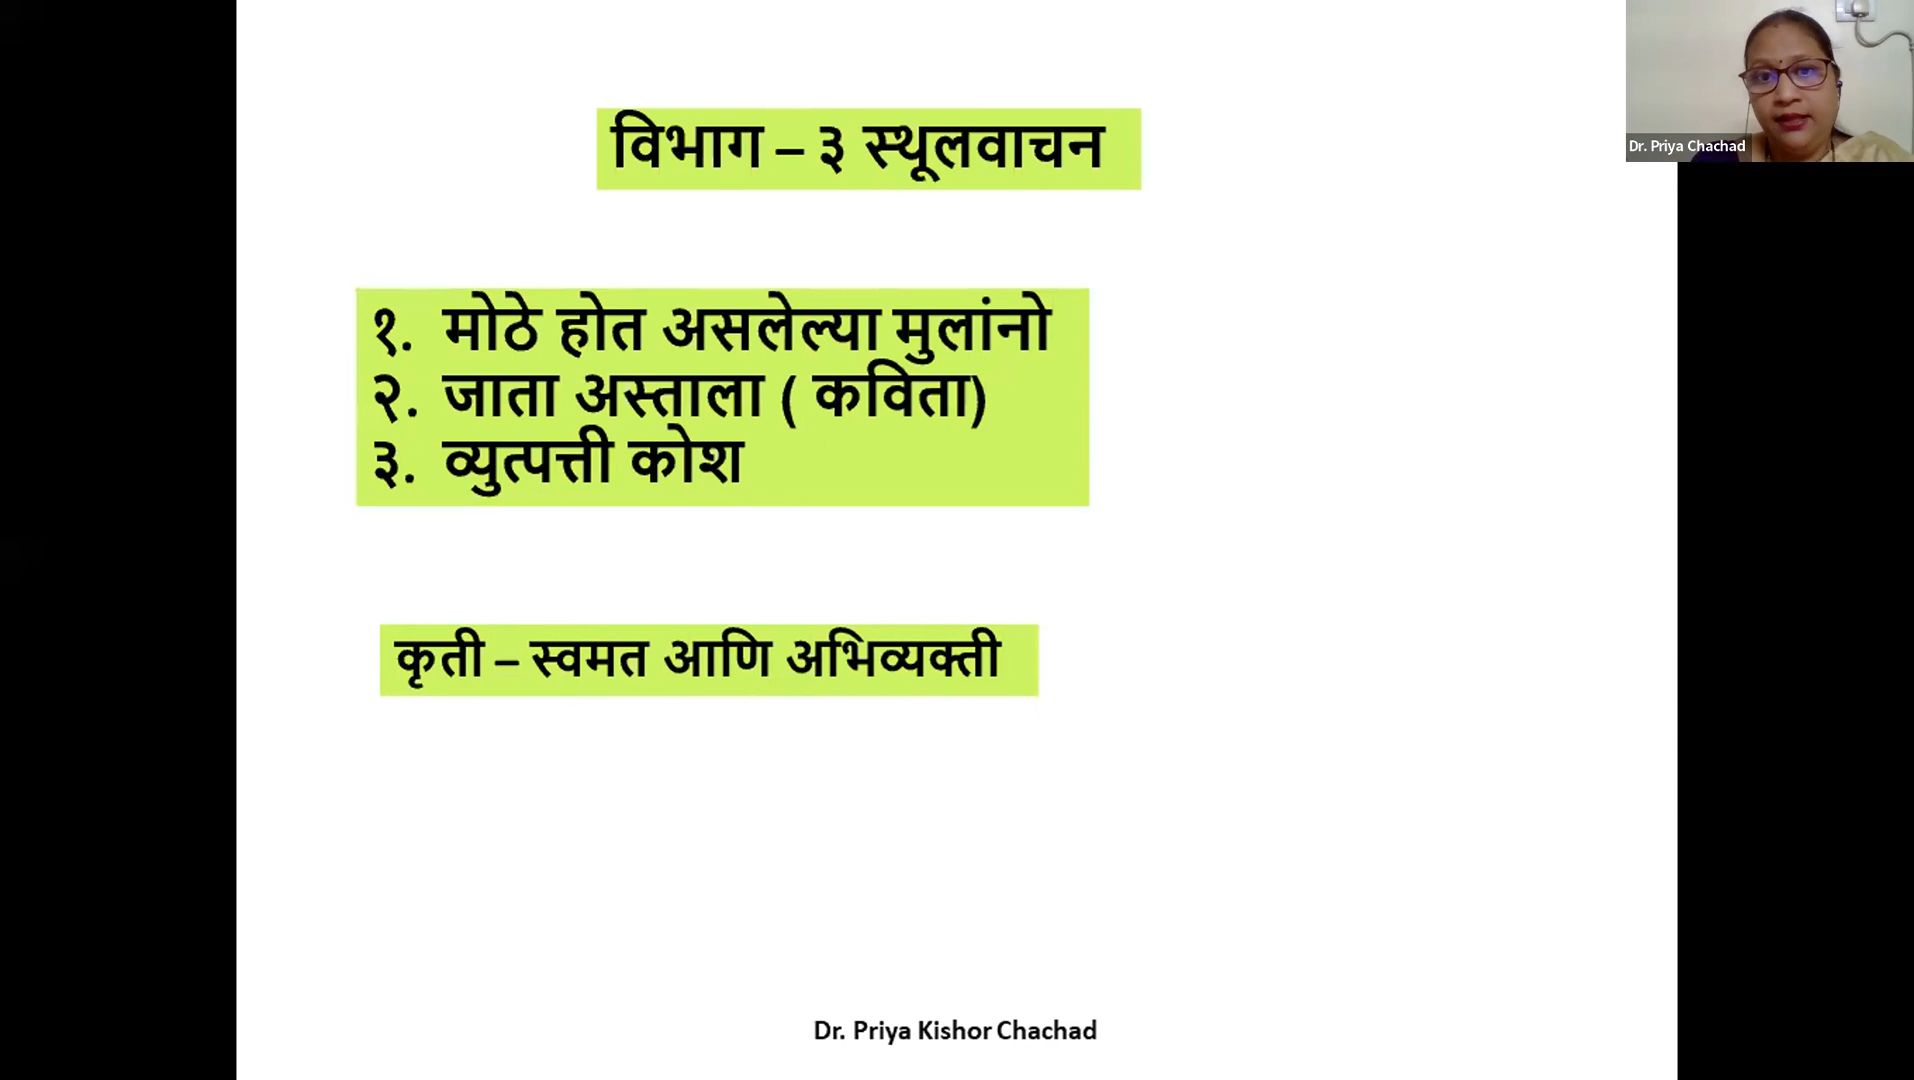 विभाग – ३ स्थूलवाचन
Dr. Priya Chachad
१. मोठे होत असलेल्या मुलांनो
२. जाता अस्ताला ( कविता)
३. व्युत्पत्ती कोश
कृती – स्वमत आणि अभिव्यक्ती
Dr. Priya Kishor Chachad